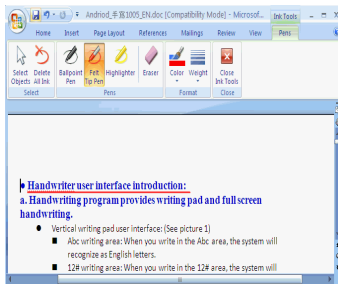 Andriod_手寫1005_EN.doc [Compatibility Mode] - Microsof... Ink Tools
Home Insert Page Layout References Mailings Review View Pens
Select Objects Delete All Ink Ballpoint Pen Felt Tip Pen Highlighter Eraser Color Weight Close Ink Tools
Select Pens Format Close
● Handwriter user interface introduction:
a. Handwriting program provides writing pad and full screen
handwriting.
● Vertical writing pad user interface: (See picture 1)
■ Abc writing area: When you write in the Abc area, the system will
recognize as English letters.
■ 12# writing area: When you write in the 12# area, the system will